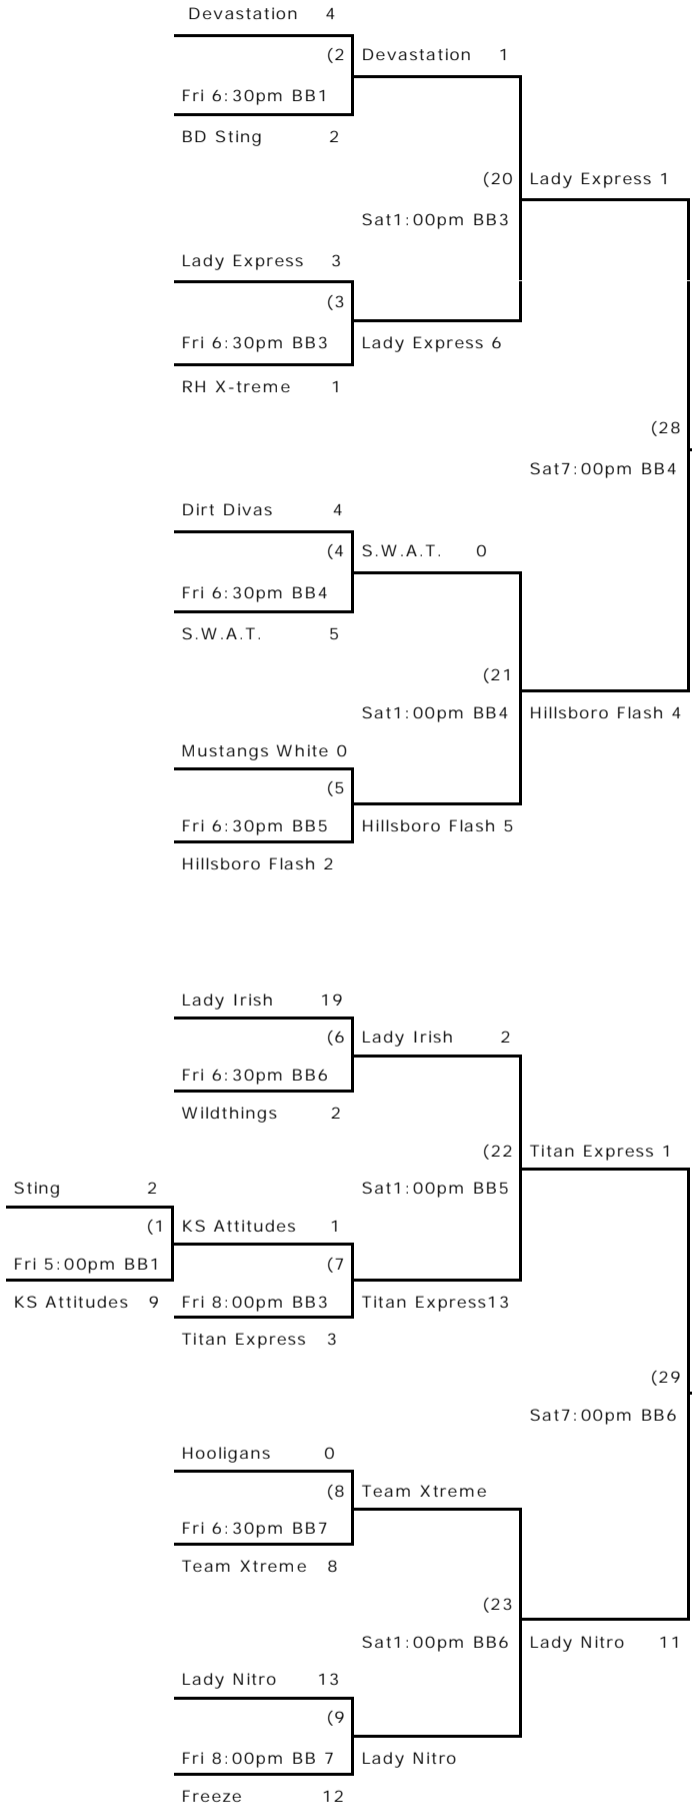 Devastation 4
(2 Devastation 1
Fri 6:30pm BB1
BD Sting 2
(20 Lady Express 1
Sat1:00pm BB3
Lady Express 3
(3
Fri 6:30pm BB3 Lady Express 6
RH X-treme 1
(28
Sat7:00pm BB4
Dirt Divas 4
(4 S.W.A.T. 0
Fri 6:30pm BB4
S.W.A.T. 5
(21
Sat1:00pm BB4 Hillsboro Flash 4
Mustangs White 0
(5
Fri 6:30pm BB5 Hillsboro Flash 5
Hillsboro Flash 2
Lady Irish 19
(6 Lady Irish 2
Fri 6:30pm BB6
Wildthings 2
(22 Titan Express 1
Sting 2 Sat1:00pm BB5
(1 KS Attitudes 1
Fri 5:00pm BB1 (7
KS Attitudes 9 Fri 8:00pm BB3 Titan Express13
Titan Express 3
(29
Sat7:00pm BB6
Hooligans 0
(8 Team Xtreme
Fri 6:30pm BB7
Team Xtreme 8
(23
Sat1:00pm BB6 Lady Nitro 11
Lady Nitro 13
(9
Fri 8:00pm BB 7 Lady Nitro
Freeze 12